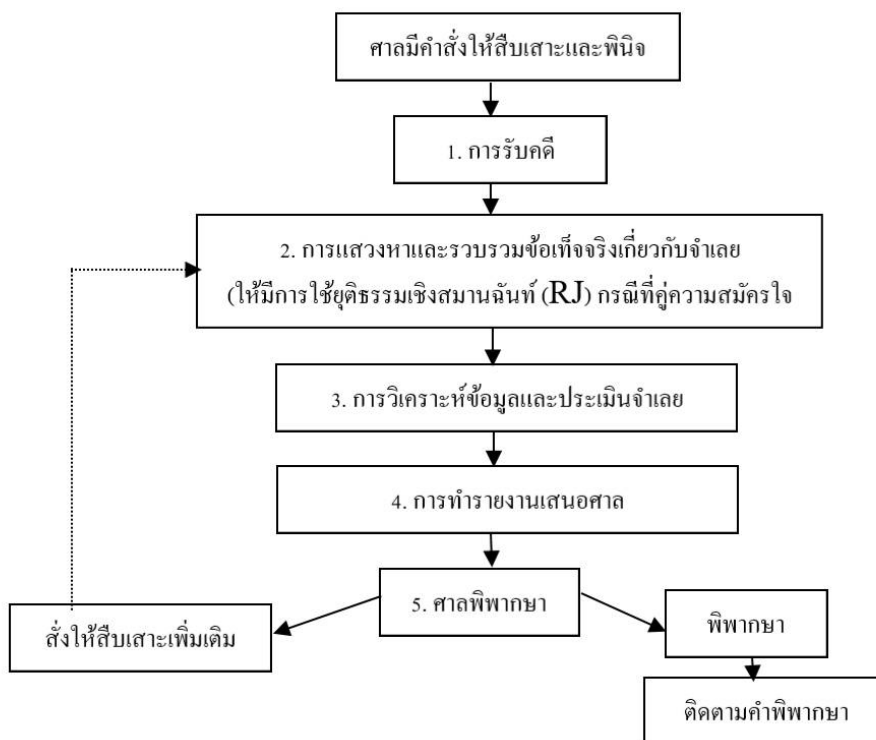 ศาลมีคำสั่งให้สืบเสาะและพินิจ
1. การรับคดี
2. การแสวงหาและรวบรวมข้อเท็จจริงเกี่ยวกับจำเลย
(ให้มีการใช้ยุติธรรมเชิงสมานฉันท์ (RJ) กรณีที่คู่ความสมัครใจ
3. การวิเคราะห์ข้อมูลและประเมินจำเลย
4. การทำรายงานเสนอศาล
5. ศาลพิพากษา
สั่งให้สืบเสาะเพิ่มเติม
พิพากษา
ติดตามคำพิพากษา